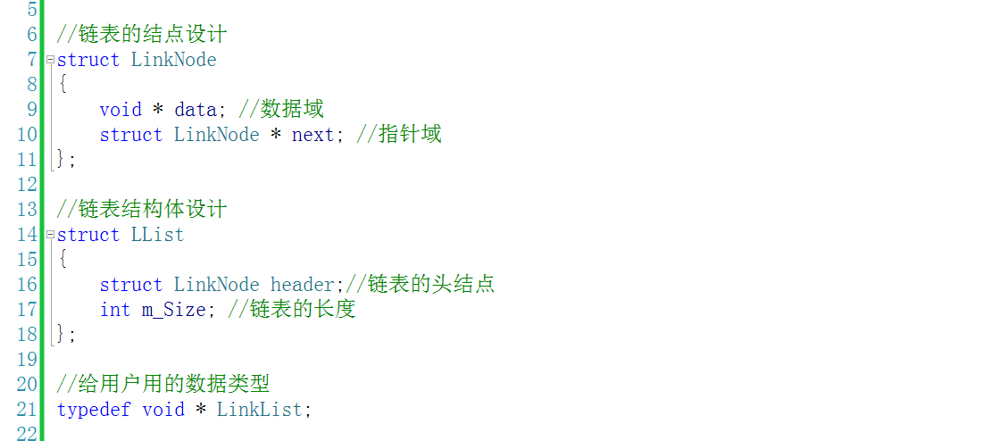 5
6 //链表的结点设计
7 struct LinkNode
8 {
9 void * data; //数据域
10 struct LinkNode * next; //指针域
11 };
12
13 //链表结构体设计
14 struct LList
15 {
16 struct LinkNode header;//链表的头结点
17 int m_Size; //链表的长度
18 };
19
20 //给用户用的数据类型
21 typedef void * LinkList;
22